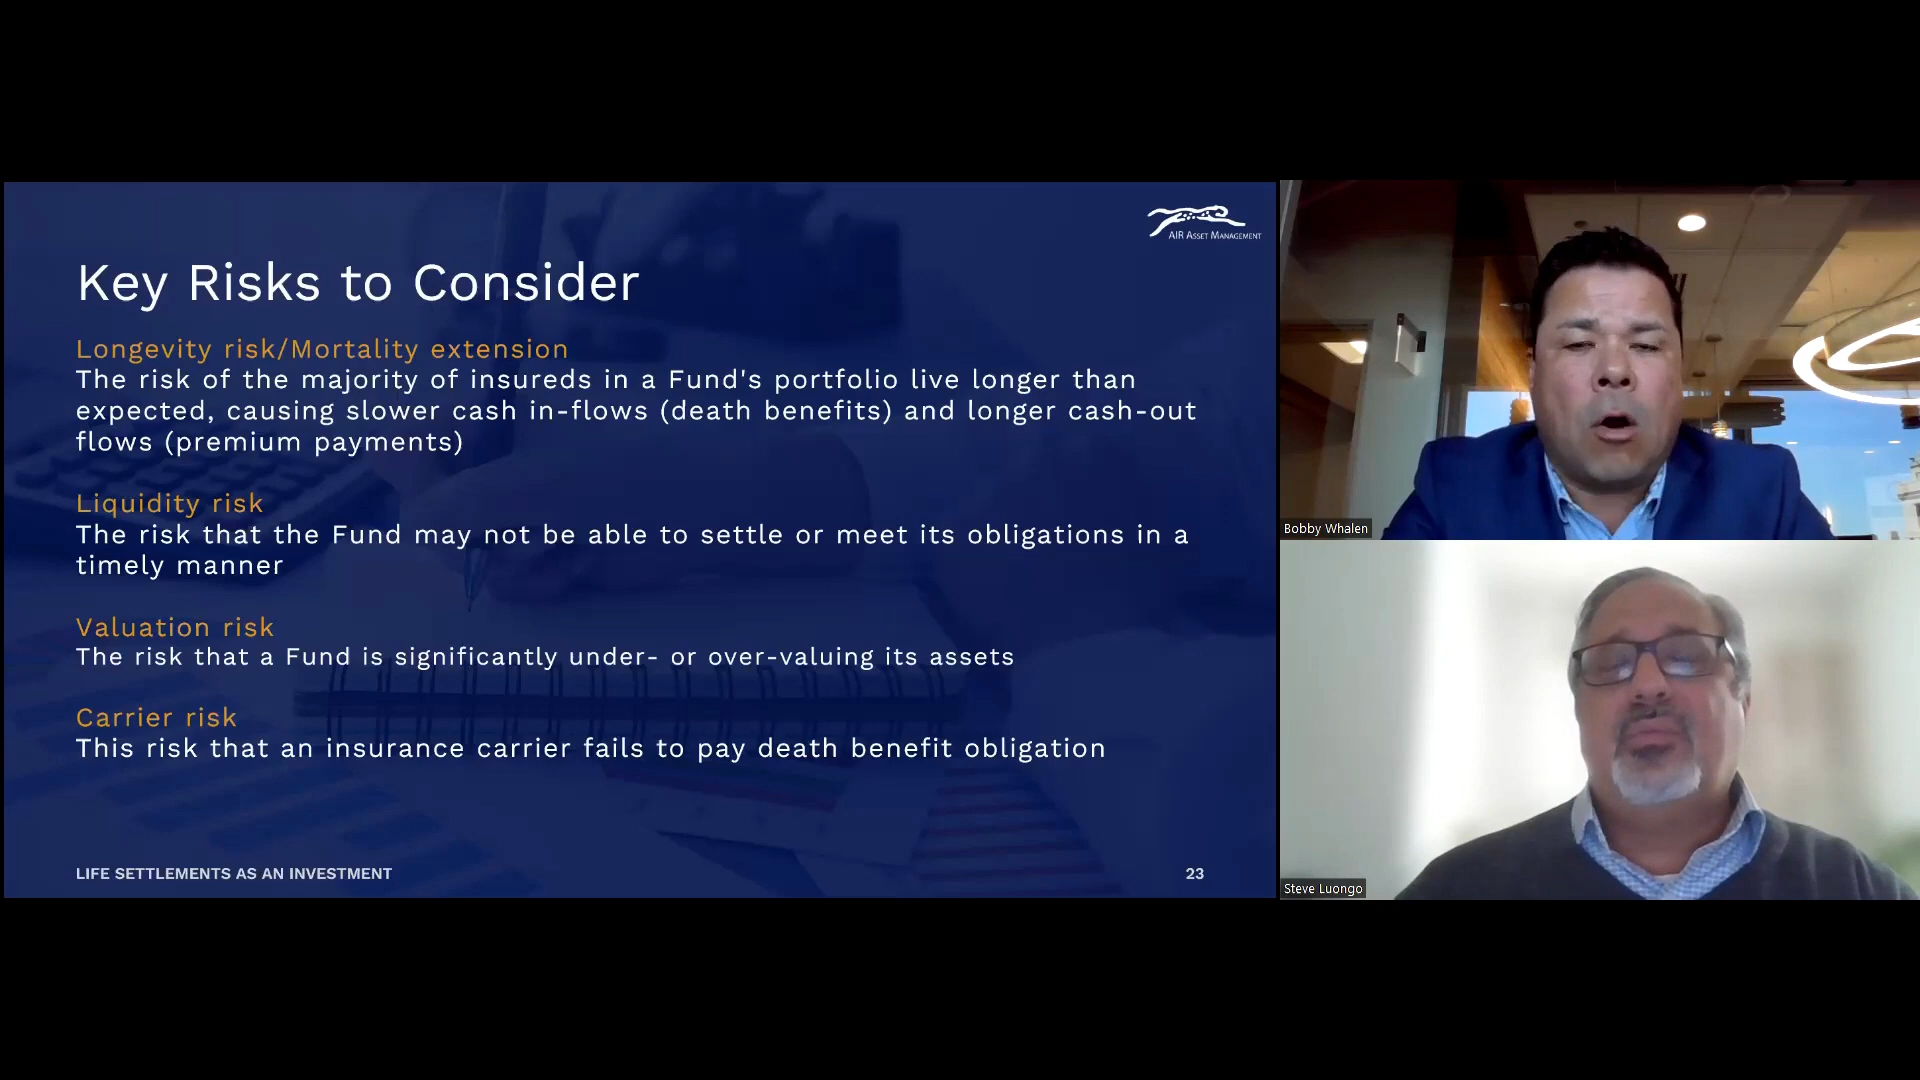 AIR ASSET MANAGEMENT
Key Risks to Consider
Longevity risk/Mortality extension
The risk of the majority of insureds in a Fund's portfolio live longer than
expected, causing slower cash in-flows (death benefits) and longer cash-out
flows (premium payments)
Liquidity risk
The risk that the Fund may not be able to settle or meet its obligations in a
timely manner
Valuation risk
The risk that a Fund is significantly under- or over-valuing its assets
Carrier risk
This risk that an insurance carrier fails to pay death benefit obligation
LIFE SETTLEMENTS AS AN INVESTMENT
23
Bobby Whalen
Steve Luongo